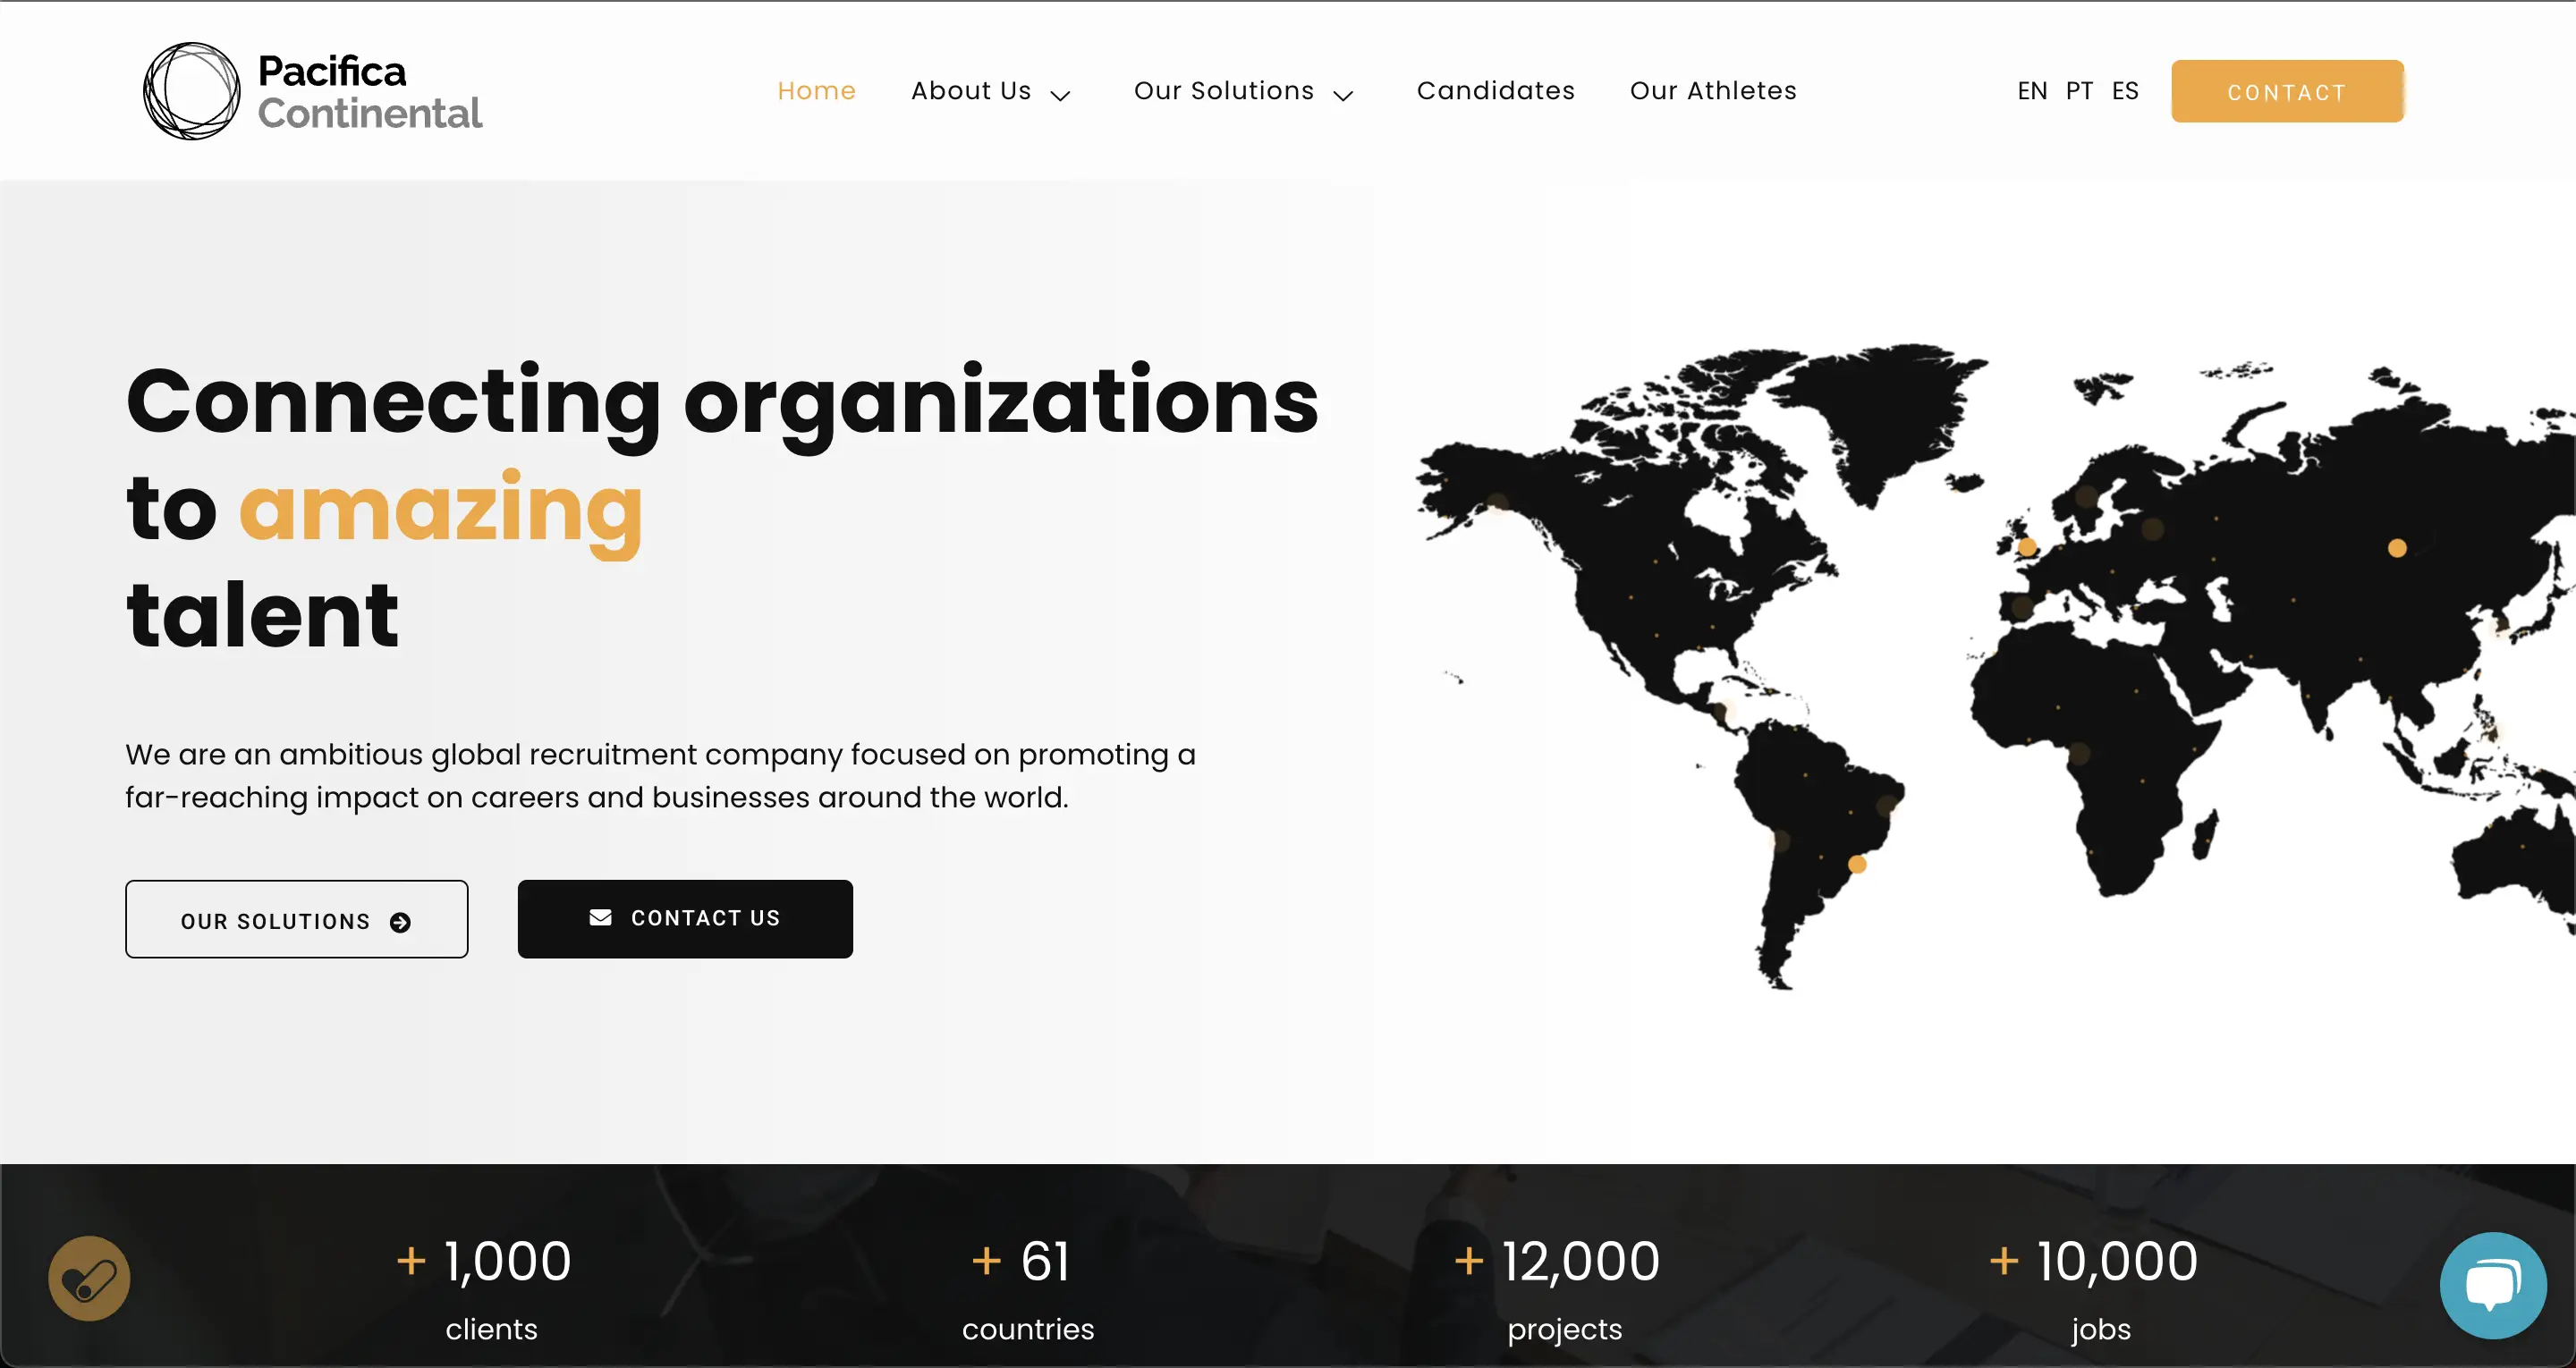 Pacifica
Continental
Home
About Us
Our Solutions
Candidates
Our Athletes
EN PT ES
CONTACT
Connecting organizations
to amazing
talent
We are an ambitious global recruitment company focused on promoting a
far-reaching impact on careers and businesses around the world.
OUR SOLUTIONS
CONTACT US
+ 1,000
clients
+ 61
countries
+ 12,000
projects
+ 10,000
jobs